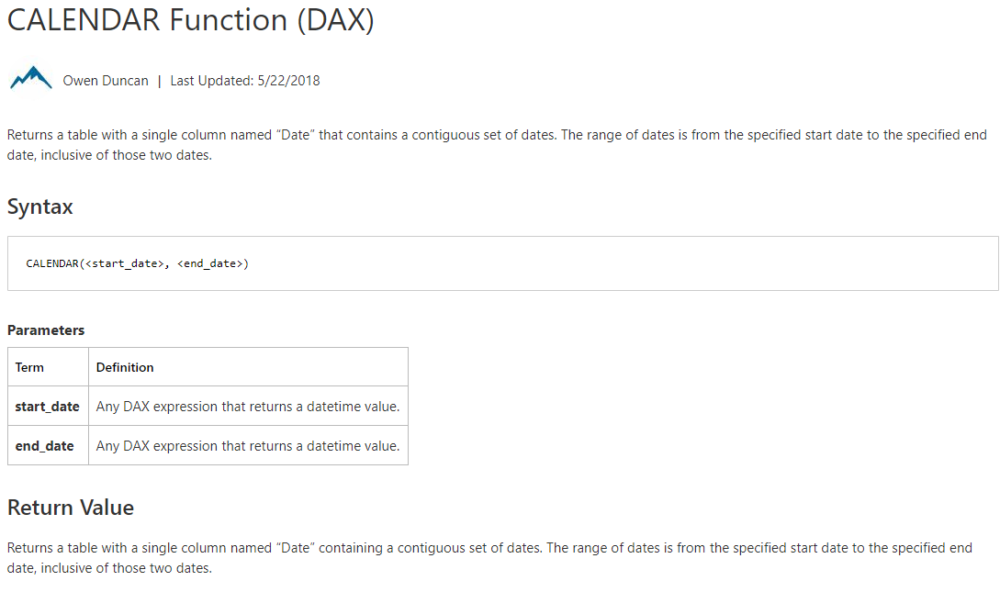 CALENDAR Function (DAX)
Owen Duncan | Last Updated: 5/22/2018
Returns a table with a single column named “Date” that contains a contiguous set of dates. The range of dates is from the specified start date to the specified end
date, inclusive of those two dates.
Syntax
CALENDAR(<start_date>, <end_date>)
Parameters
Term Definition
start_date Any DAX expression that returns a datetime value.
end_date Any DAX expression that returns a datetime value.
Return Value
Returns a table with a single column named “Date” containing a contiguous set of dates. The range of dates is from the specified start date to the specified end
date, inclusive of those two dates.